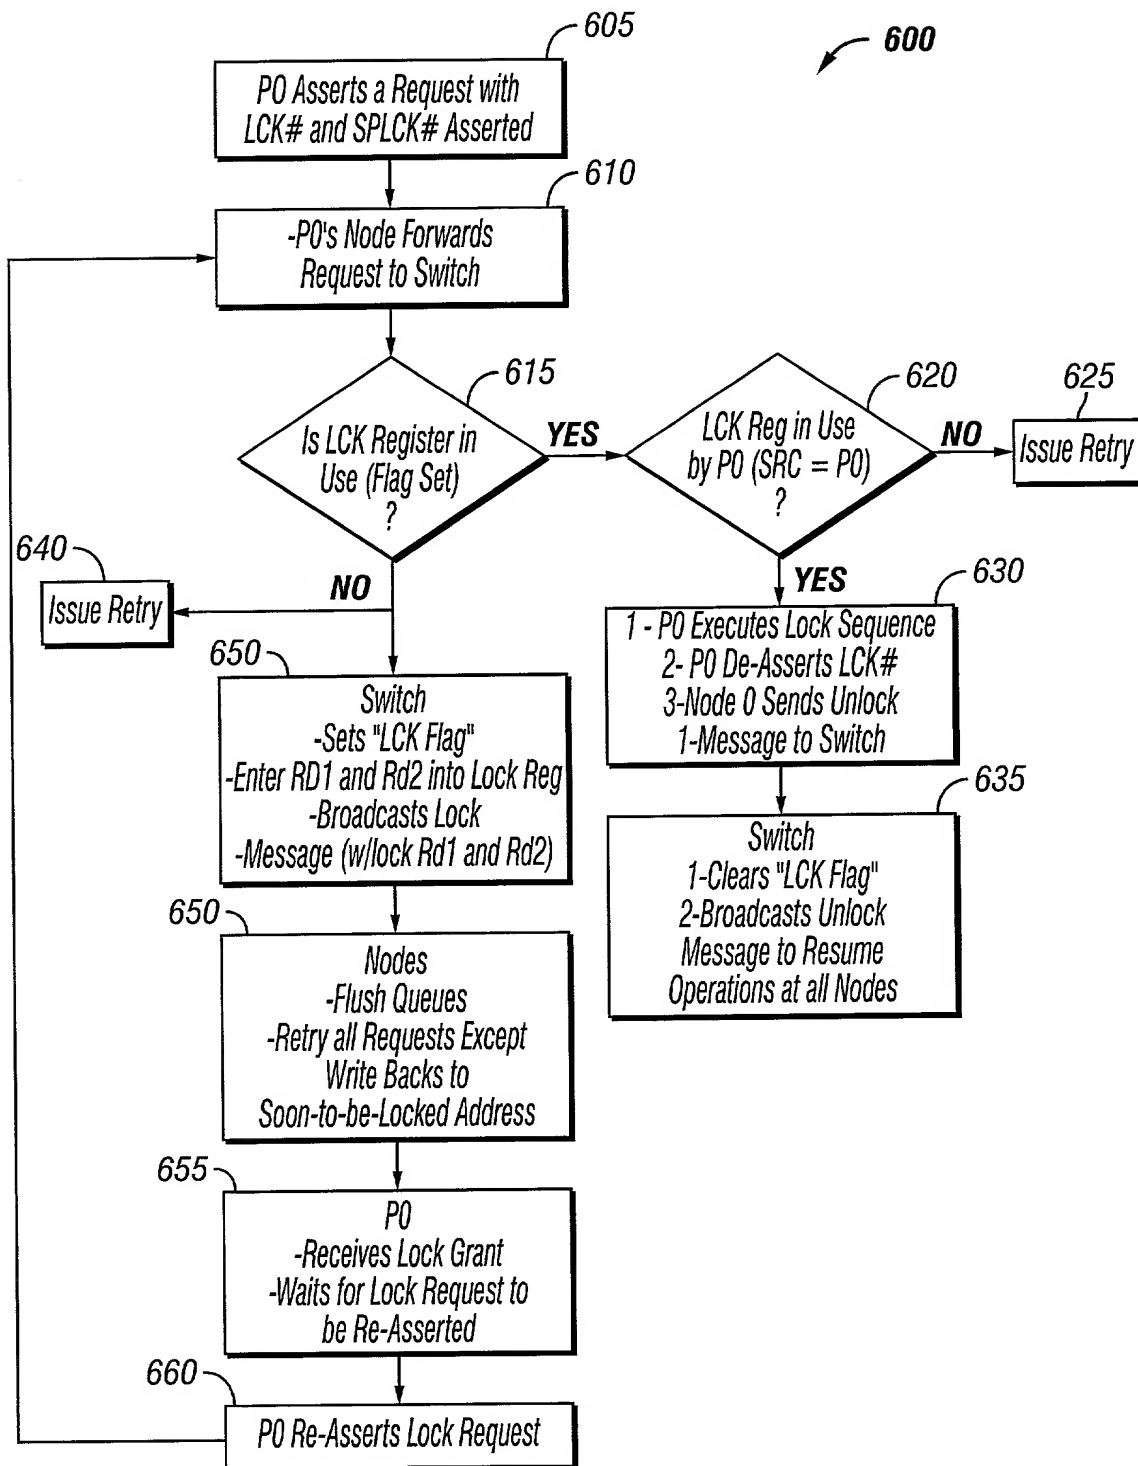 605
600
P0 Asserts a Request with
LCK# and SPLCK# Asserted
610
-P0's Node Forwards
Request to Switch
615
Is LCK Register in
Use (Flag Set)
?
YES
620
LCK Reg in Use
by P0 (SRC = P0)
?
NO
625
Issue Retry
640
Issue Retry
NO
YES
630
1 - P0 Executes Lock Sequence
2- P0 De-Asserts LCK#
3-Node 0 Sends Unlock
1-Message to Switch
650
Switch
-Sets "LCK Flag"
-Enter RD1 and Rd2 into Lock Reg
-Broadcasts Lock
-Message (w/lock Rd1 and Rd2)
635
Switch
1-Clears "LCK Flag"
2-Broadcasts Unlock
Message to Resume
Operations at all Nodes
650
Nodes
-Flush Queues
-Retry all Requests Except
Write Backs to
Soon-to-be-Locked Address
655
P0
-Receives Lock Grant
-Waits for Lock Request to
be Re-Asserted
660
P0 Re-Asserts Lock Request